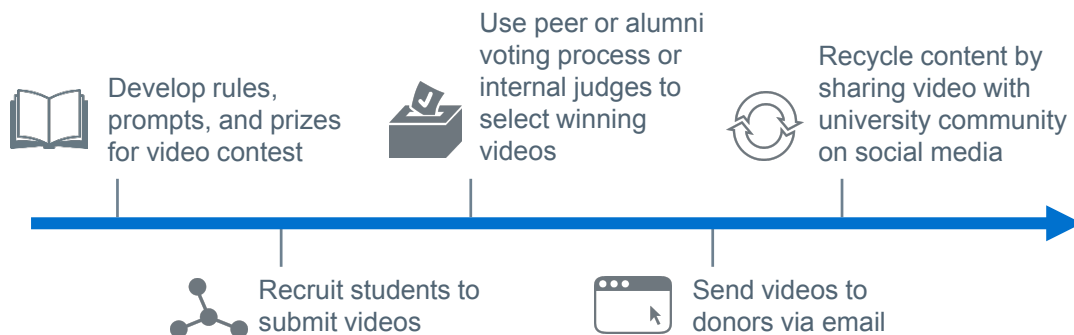 Develop rules,
prompts, and prizes
for video contest
Recruit students to
submit videos
Use peer or alumni
voting process or
internal judges to
select winning
videos
Send videos to
donors via email
Recycle content by
sharing video with
university community
on social media